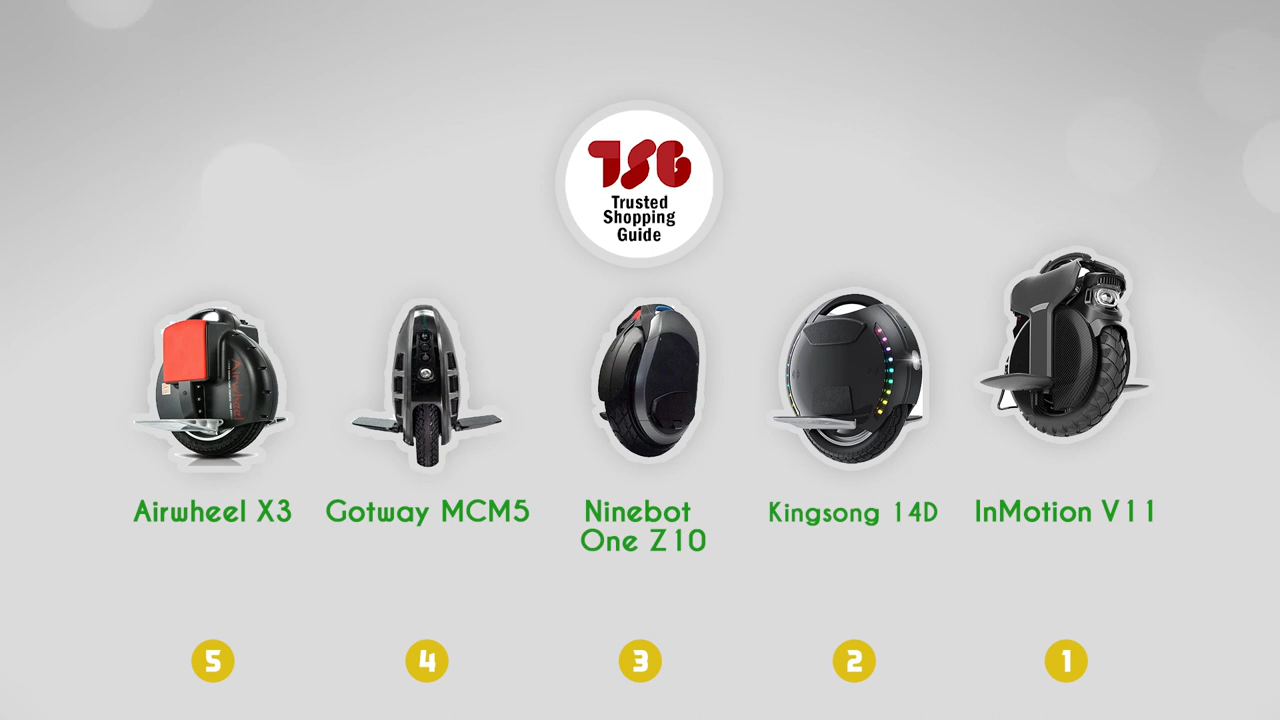 TSG
Trusted
Shopping
Guide
Airwheel
Airwheel X3
Gotway MCM5
Ninebot
One Z10
Kingsong 14D
InMotion V11
5
4
3
2
1